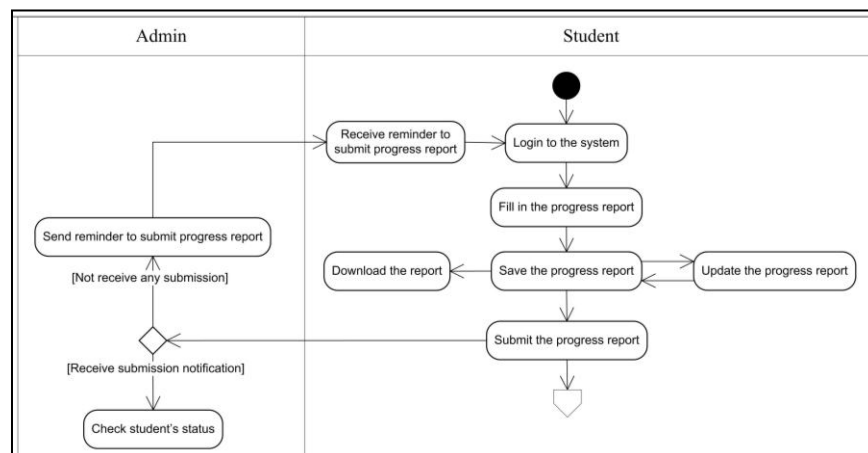 Admin
Student
Receive reminder to
submit progress report
Login to the system
Fill in the progress report
Send reminder to submit progress report
Download the report
Save the progress report
Update the progress report
[Not receive any submission]
Submit the progress report
[Receive submission notification]
Check student's status